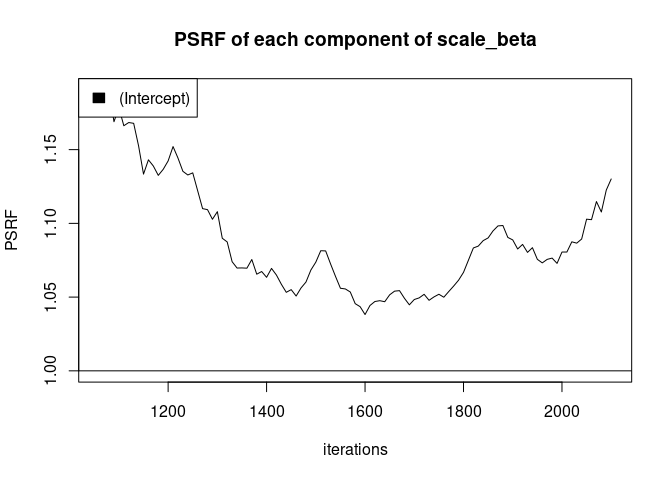 PSRF of each component of scale_beta
(Intercept)
1.15
1.10
1.05
1.00
PSRF
1200 1400 1600 1800 2000
iterations